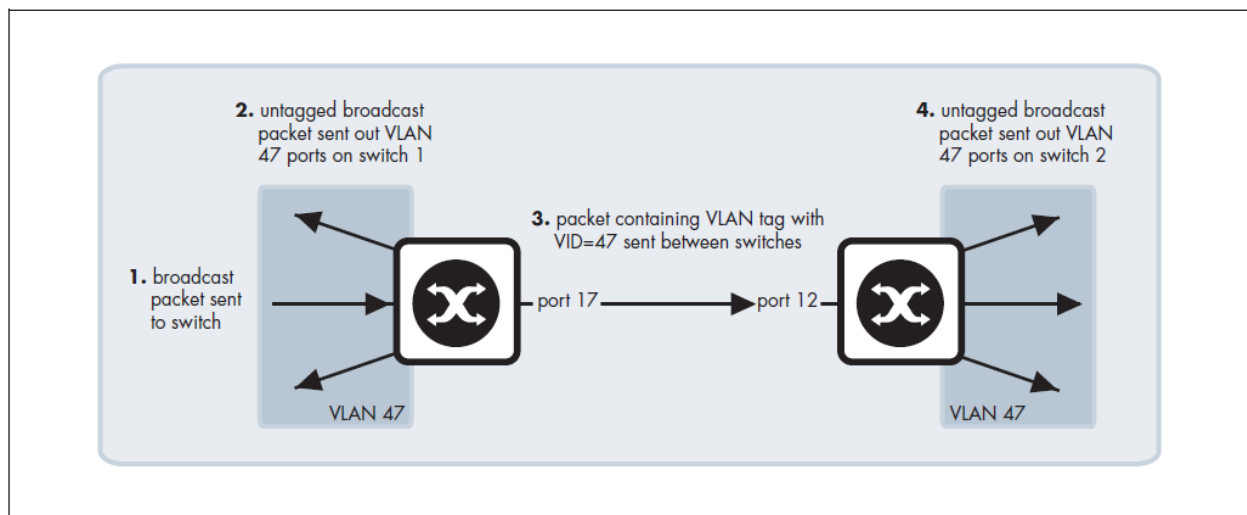 2. untagged broadcast
packet sent out VLAN
47 ports on switch 1
4. untagged broadcast
packet sent out VLAN
47 ports on switch 2
3. packet containing VLAN tag with
VID=47 sent between switches
1. broadcast
packet sent
to switch
port 17
port 12
VLAN 47
VLAN 47